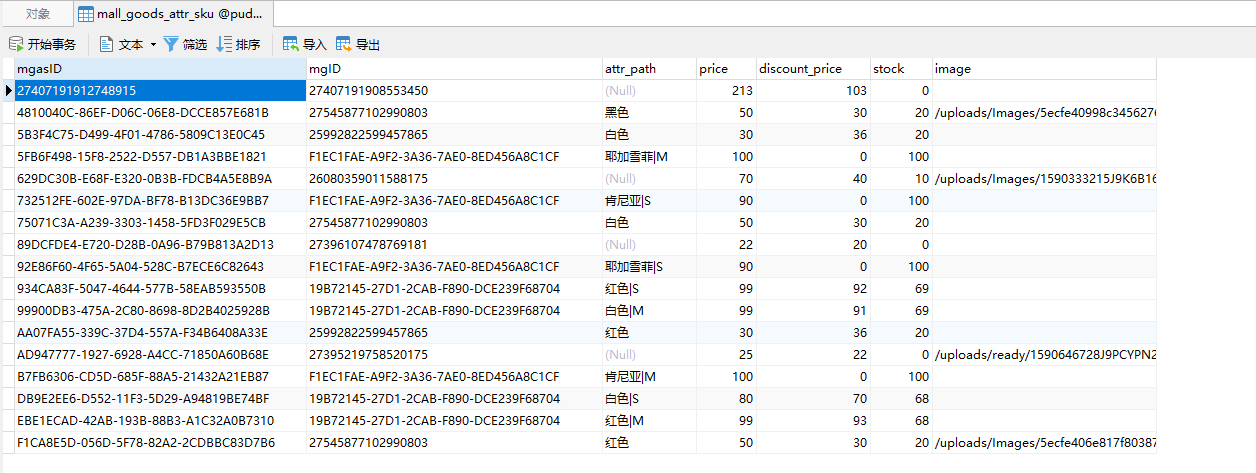 对象 mall_goods_attr_sku @pud...
开始事务 文本 筛选 排序 导入 导出
mgasID mgID attr_path price discount_price stock image
27407191912748915 27407191908553450 (Null) 213 103 0
4810040C-86EF-D06C-06E8-DCCE857E681B 27545877102990803 黑色 50 30 20 /uploads/Images/5ecfe40998c3456276
5B3F4C75-D499-4F01-4786-5809C13E0C45 25992822599457865 白色 30 36 20
5FB6F498-15F8-2522-D557-DB1A3BBE1821 F1EC1FAE-A9F2-3A36-7AE0-8ED456A8C1CF 耶加雪菲|M 100 0 100
629DC30B-E68F-E320-0B3B-FDCB4A5E8B9A 26080359011588175 (Null) 70 40 10 /uploads/Images/1590333215J9K6B16
732512FE-602E-97DA-BF78-B13DC36E9BB7 F1EC1FAE-A9F2-3A36-7AE0-8ED456A8C1CF 肯尼亚|S 90 0 100
75071C3A-A239-3303-1458-5FD3F029E5CB 27545877102990803 白色 50 30 20
89DCFDE4-E720-D28B-0A96-B79B813A2D13 27396107478769181 (Null) 22 20 0
92E86F60-4F65-5A04-528C-B7ECE6C82643 F1EC1FAE-A9F2-3A36-7AE0-8ED456A8C1CF 耶加雪菲|S 90 0 100
934CA83F-5047-4644-577B-58EAB593550B 19B72145-27D1-2CAB-F890-DCE239F68704 红色|S 99 92 69
99900DB3-475A-2C80-8698-8D2B4025928B 19B72145-27D1-2CAB-F890-DCE239F68704 白色|M 99 91 69
AA07FA55-339C-37D4-557A-F34B6408A33E 25992822599457865 红色 30 36 20
AD947777-1927-6928-A4CC-71850A60B68E 27395219758520175 (Null) 25 22 0 /uploads/ready/1590646728J9PCYPN2
B7FB6306-CD5D-685F-88A5-21432A21EB87 F1EC1FAE-A9F2-3A36-7AE0-8ED456A8C1CF 肯尼亚|M 100 0 100
DB9E2EE6-D552-11F3-5D29-A94819BE74BF 19B72145-27D1-2CAB-F890-DCE239F68704 白色|S 80 70 68
EBE1ECAD-42AB-193B-88B3-A1C32A0B7310 19B72145-27D1-2CAB-F890-DCE239F68704 红色|M 99 93 68
F1CA8E5D-056D-5F78-82A2-2CDBBC83D7B6 27545877102990803 红色 50 30 20 /uploads/Images/5ecfe406e817f80387